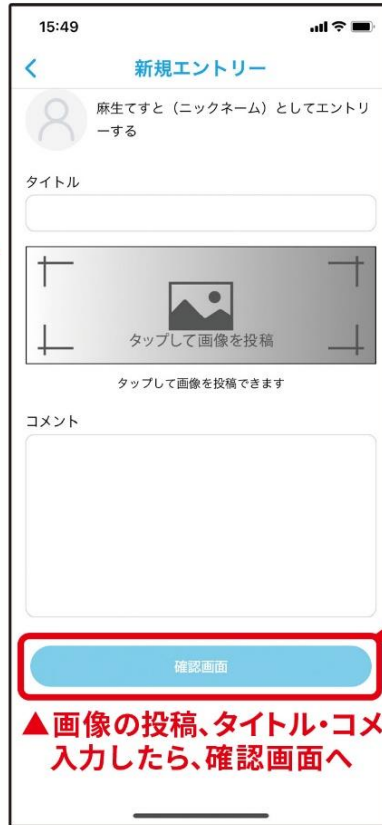 15:49
新規エントリー
麻生てすと（ニックネーム）としてエントリ
ーする
タイトル
タップして画像を投稿
タップして画像を投稿できます
コメント
確認画面
▲画像の投稿、タイトル・コメ
入力したら、確認画面へ